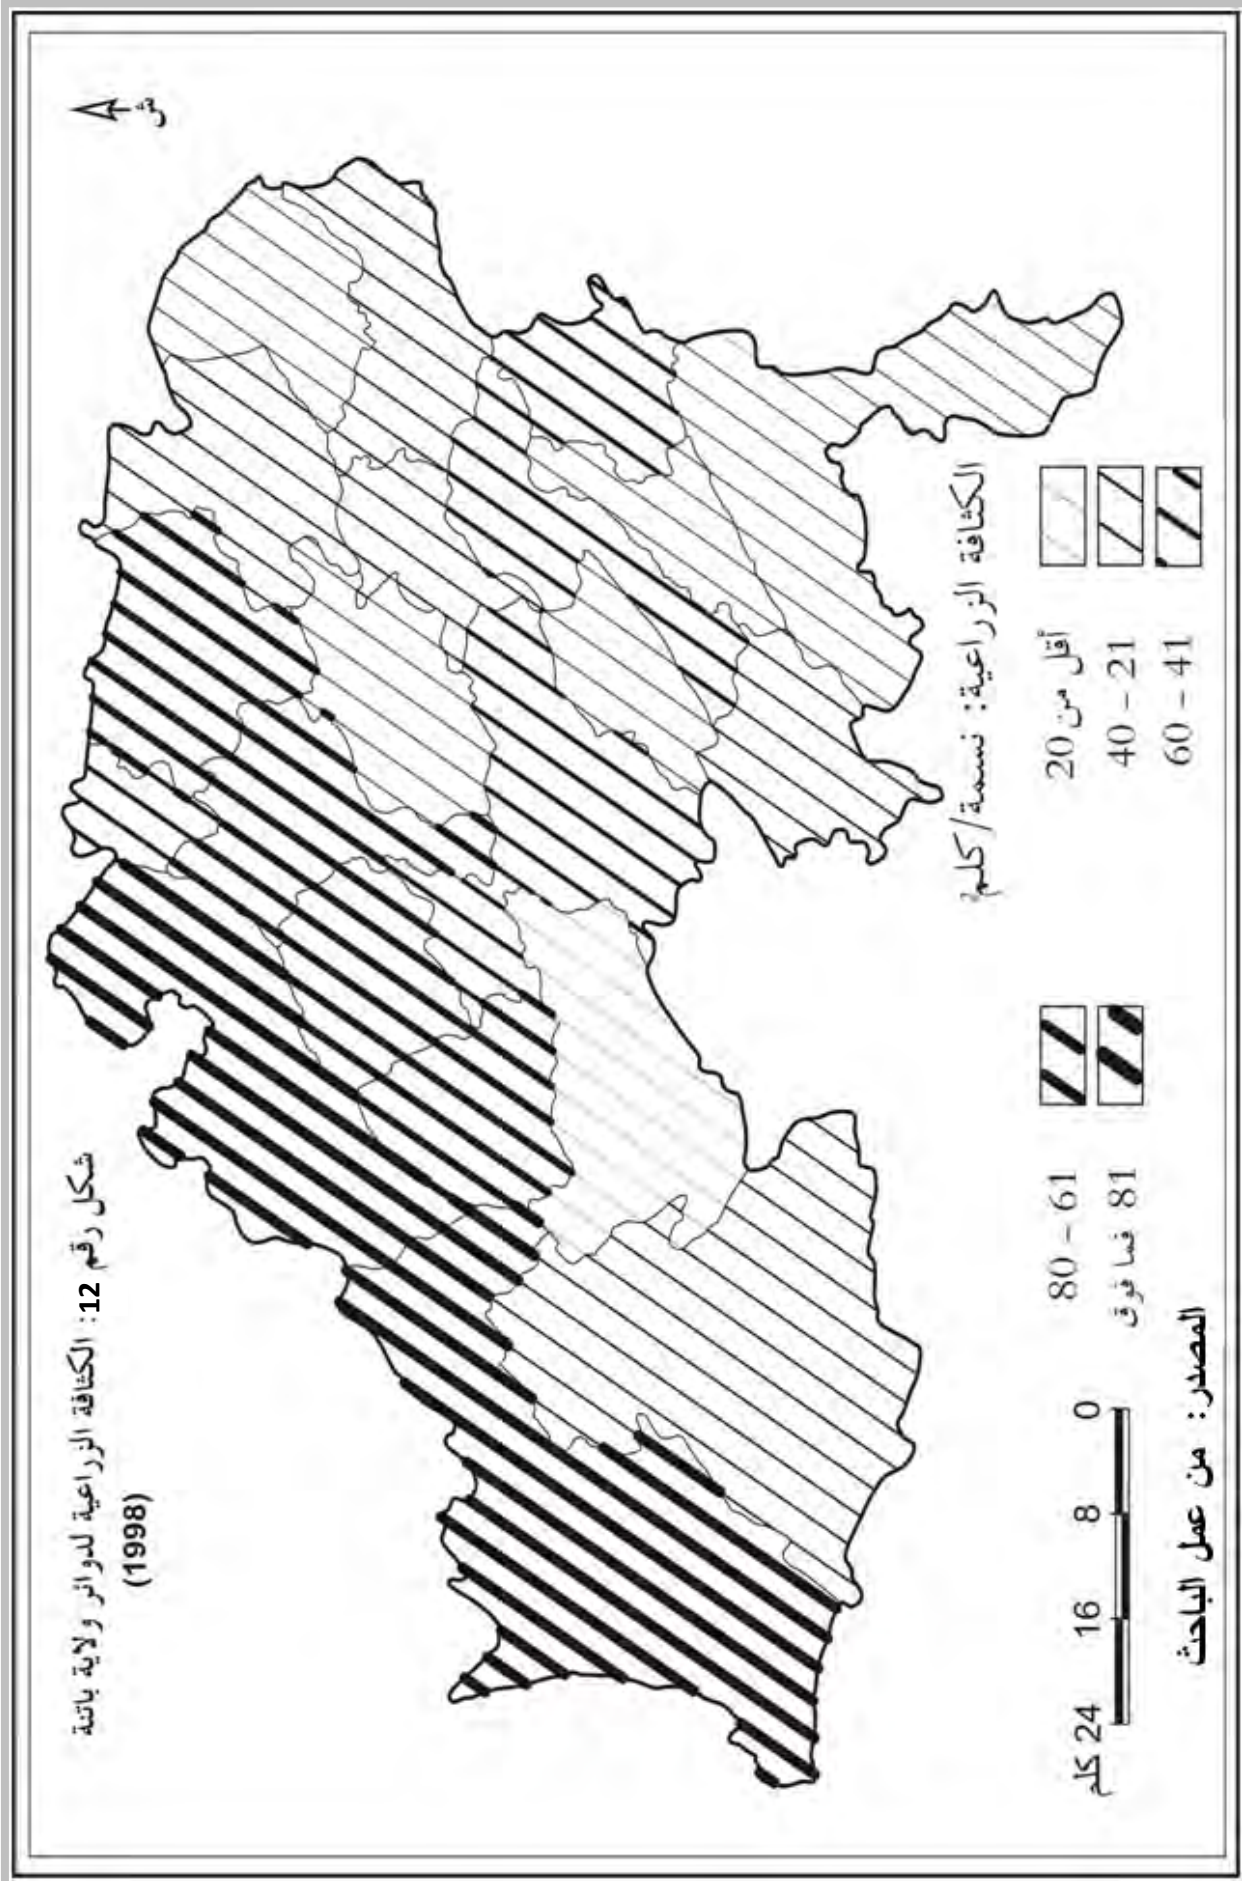 شكل رقم 12: الكثافة الزراعية لدوائر ولاية باتنة
(1998)
ش
الكثافة الزراعية: نسمة/كلم²
أقل من 20
21 - 40
41 - 60
61 - 80
81 فما فوق
0 8 16 24 كلم
المصدر: من عمل الباحث